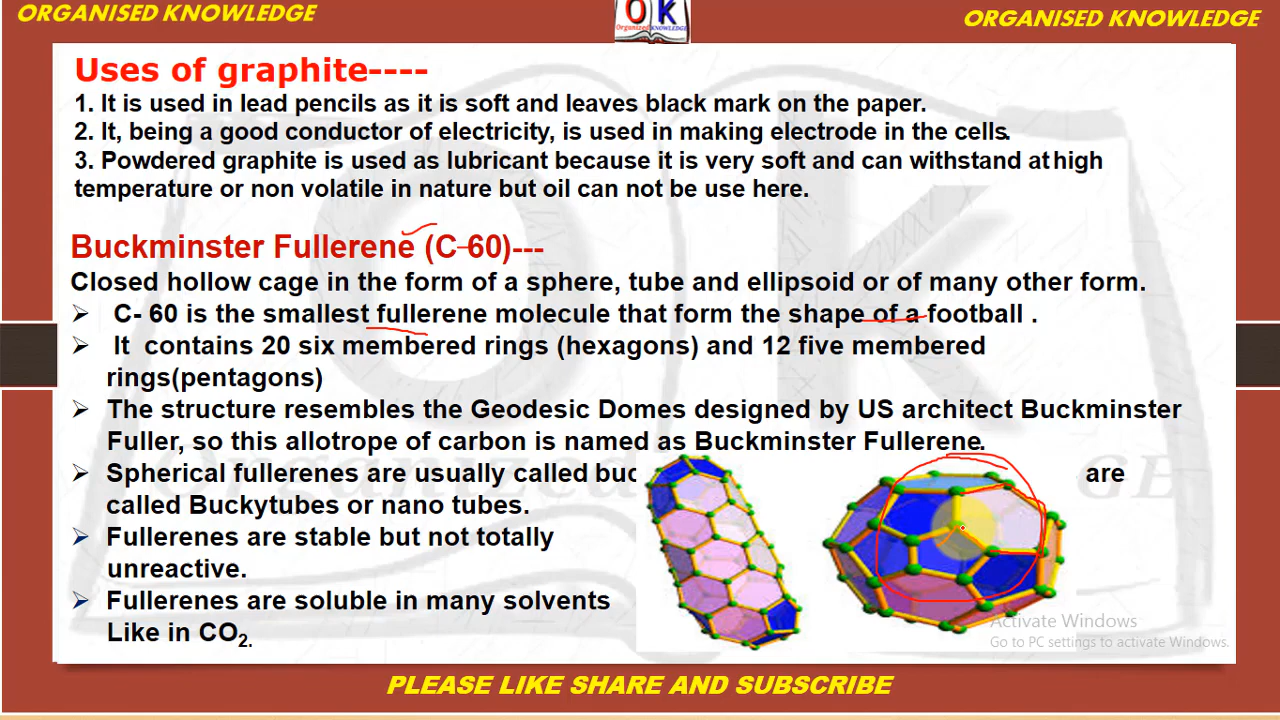 ORGANISED KNOWLEDGE
OK
Organized KNOWLEDGE
ORGANISED KNOWLEDGE
Uses of graphite----
1. It is used in lead pencils as it is soft and leaves black mark on the paper.
2. It, being a good conductor of electricity, is used in making electrode in the cells.
3. Powdered graphite is used as lubricant because it is very soft and can withstand at high
temperature or non volatile in nature but oil can not be use here.
Buckminster Fullerene (C-60)---
Closed hollow cage in the form of a sphere, tube and ellipsoid or of many other form.
➢ C- 60 is the smallest fullerene molecule that form the shape of a football .
➢ It contains 20 six membered rings (hexagons) and 12 five membered
rings(pentagons)
➢ The structure resembles the Geodesic Domes designed by US architect Buckminster
Fuller, so this allotrope of carbon is named as Buckminster Fullerene.
➢ Spherical fullerenes are usually called buc are
called Buckytubes or nano tubes.
➢ Fullerenes are stable but not totally
unreactive.
➢ Fullerenes are soluble in many solvents
Like in CO₂.
Activate Windows
Go to PC settings to activate Windows.
PLEASE LIKE SHARE AND SUBSCRIBE